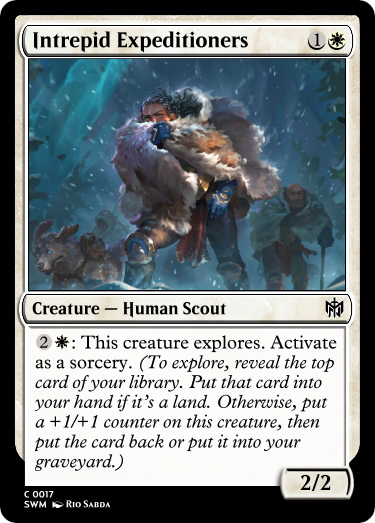 Intrepid Expeditioners 1
Creature — Human Scout
2 : This creature explores. Activate
as a sorcery. (To explore, reveal the top
card of your library. Put that card into
your hand if it's a land. Otherwise, put
a +1/+1 counter on this creature, then
put the card back or put it into your
graveyard.)
2/2
C 0017
SWM Rio Sabda